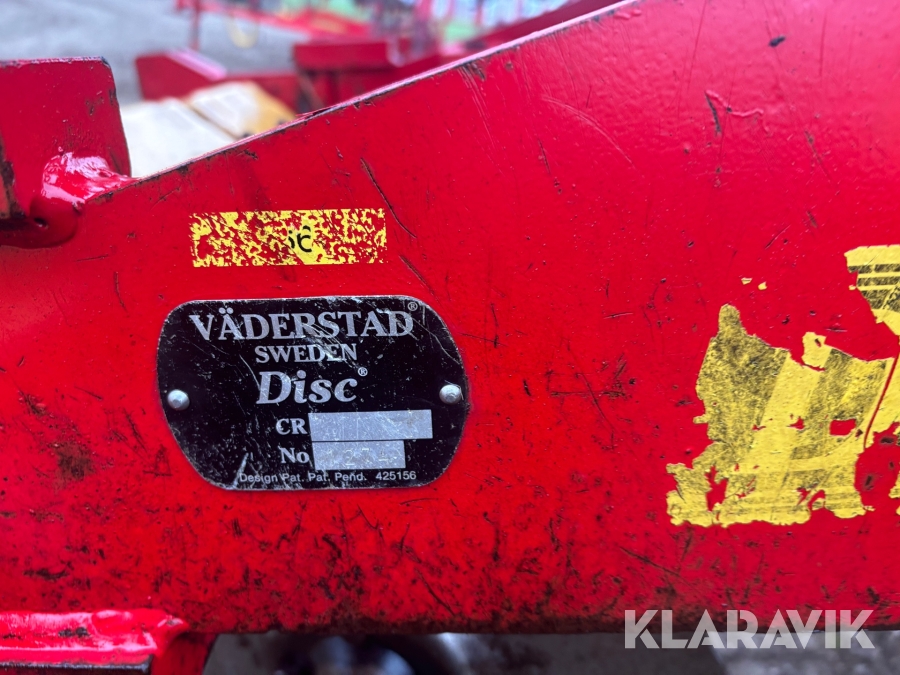 VÄDERSTAD®
SWEDEN
Disc®
CR
No
Design Pat. Pat. Pend. 425156
KLARAVIK